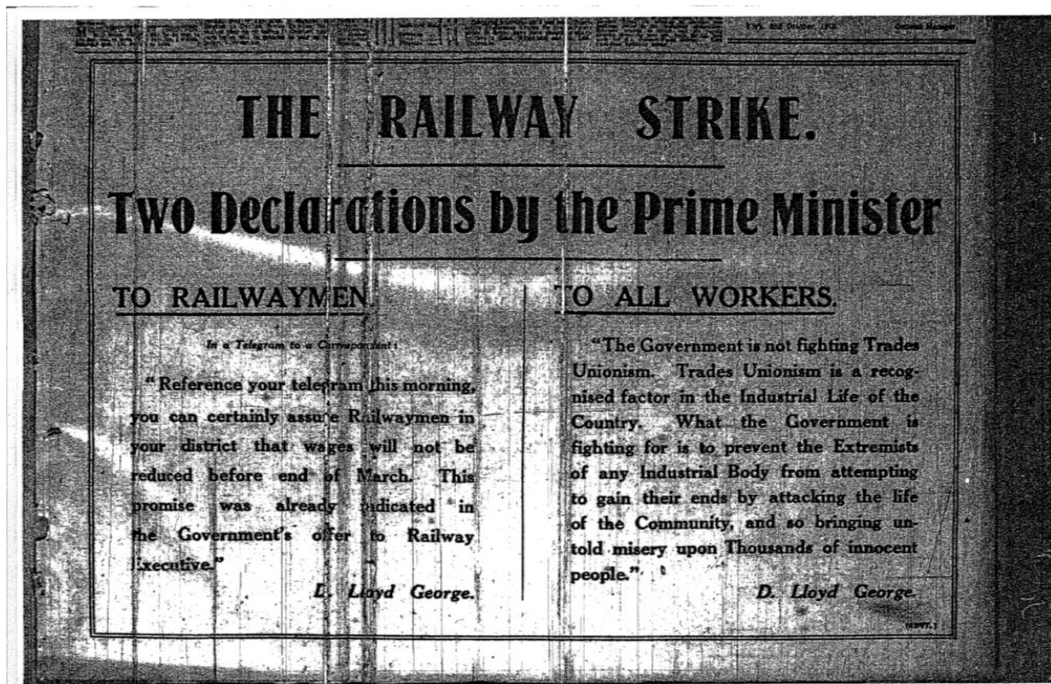 THE RAILWAY STRIKE.
Two Declarations by the Prime Minister
TO RAILWAYMEN.
In a Telegram to a Correspondent:
"Reference your telegram this morning,
you can certainly assure Railwaymen in
your district that wages will not be
reduced before end of March. This
promise was already indicated in
the Government's offer to Railway
Executive."
D. Lloyd George.
TO ALL WORKERS.
"The Government is not fighting Trades
Unionism. Trades Unionism is a recog-
nised factor in the Industrial Life of the
Country. What the Government is
fighting for is to prevent the Extremists
of any Industrial Body from attempting
to gain their ends by attacking the life
of the Community, and so bringing un-
told misery upon Thousands of innocent
people."
D. Lloyd George.